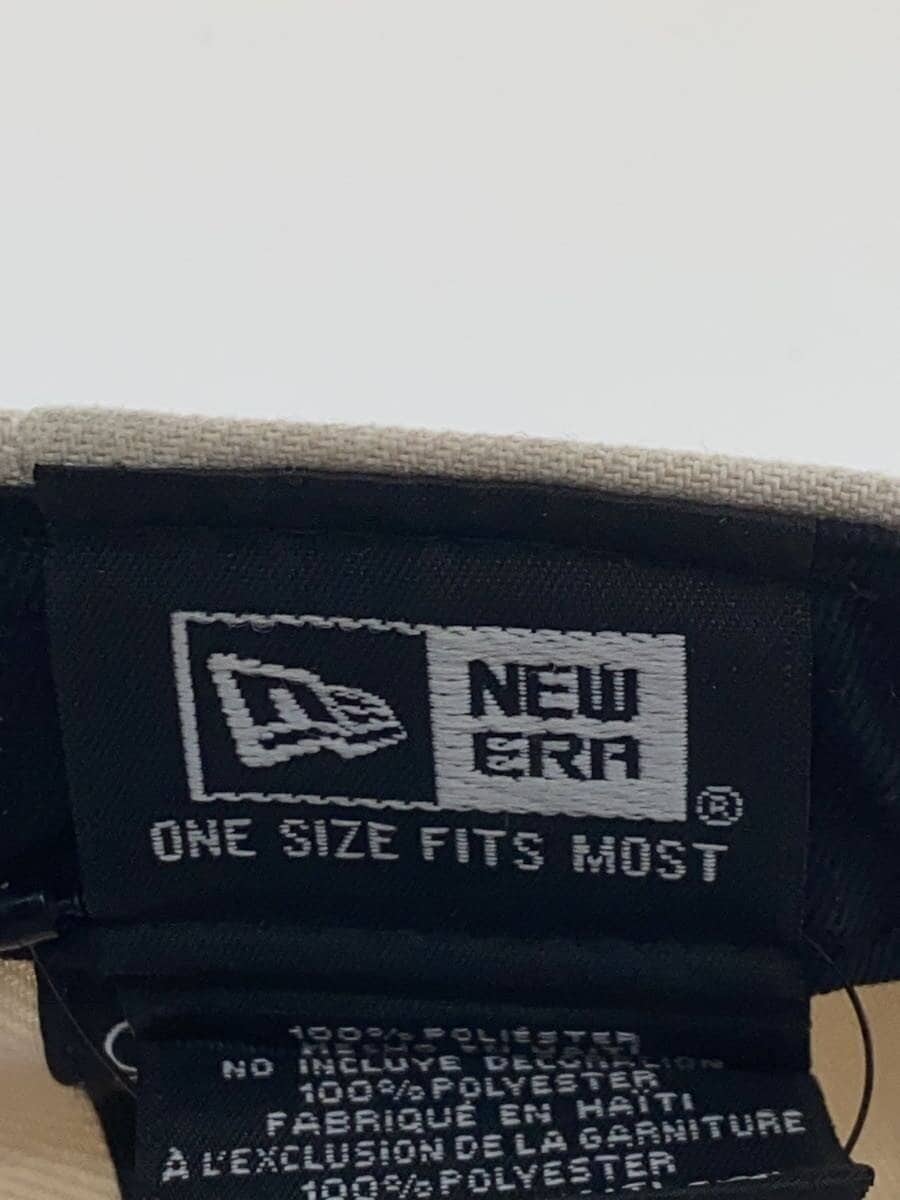 NEW
ERA
®
ONE SIZE FITS MOST
100% POLIÉSTER
NO INCLUYE DECORACIÓN
100% POLYESTER
FABRIQUÉ EN HAÏTI
À L'EXCLUSION DE LA GARNITURE
100% POLYESTER